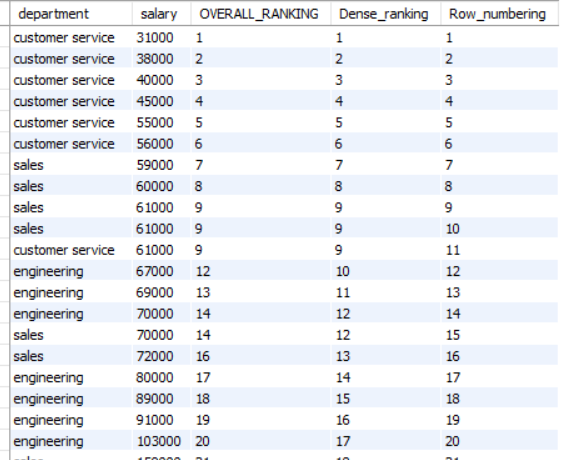 department salary OVERALL_RANKING Dense_ranking Row_numbering
customer service 31000 1 1 1
customer service 38000 2 2 2
customer service 40000 3 3 3
customer service 45000 4 4 4
customer service 55000 5 5 5
customer service 56000 6 6 6
sales 59000 7 7 7
sales 60000 8 8 8
sales 61000 9 9 9
sales 61000 9 9 10
customer service 61000 9 9 11
engineering 67000 12 10 12
engineering 69000 13 11 13
engineering 70000 14 12 14
sales 70000 14 12 15
sales 72000 16 13 16
engineering 80000 17 14 17
engineering 89000 18 15 18
engineering 91000 19 16 19
engineering 103000 20 17 20